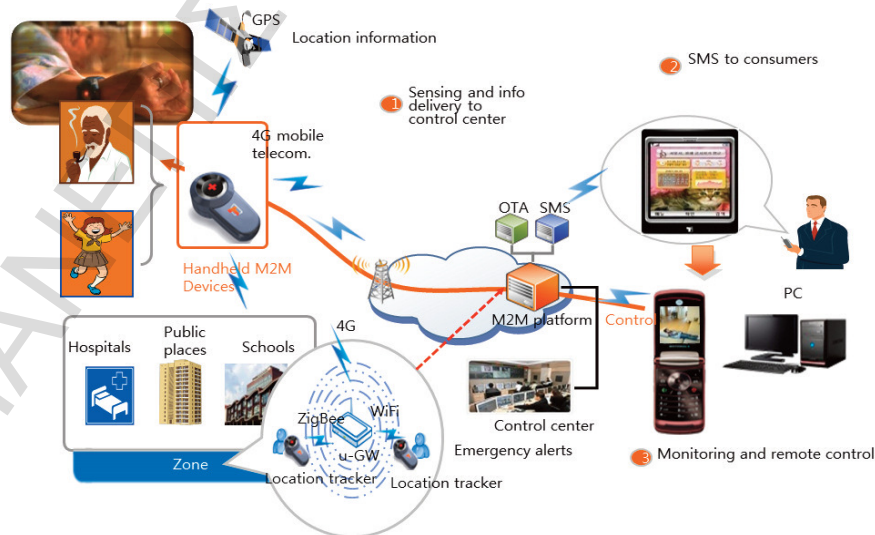 GPS
Location information
1 Sensing and info
delivery to
control center
2 SMS to consumers
4G mobile
telecom.
OTA SMS
Handheld M2M
Devices
M2M platform
Control
PC
4G
Hospitals
Public
places
Schools
ZigBee
WiFi
u-GW
Control center
Emergency alerts
3 Monitoring and remote control
Zone
Location tracker
Location tracker